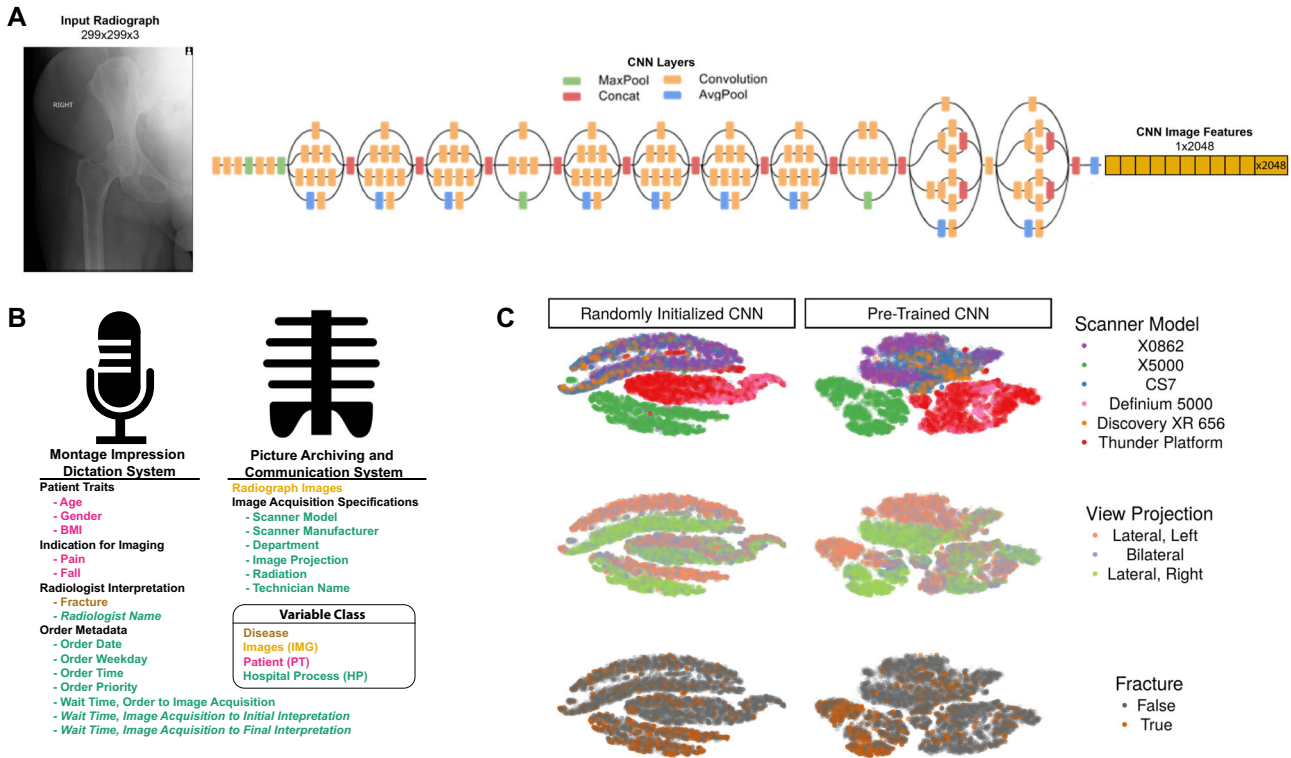 A
Input Radiograph
299x299x3
RIGHT
CNN Layers
MaxPool
Convolution
Concat
AvgPool
CNN Image Features
1x2048
x2048
B
Montage Impression
Dictation System
Patient Traits
- Age
- Gender
- BMI
Indication for Imaging
- Pain
- Fall
Radiologist Interpretation
- Fracture
- Radiologist Name
Order Metadata
- Order Date
- Order Weekday
- Order Time
- Order Priority
- Wait Time, Order to Image Acquisition
- Wait Time, Image Acquisition to Initial Intepretation
- Wait Time, Image Acquisition to Final Interpretation
Picture Archiving and
Communication System
Radiograph Images
Image Acquisition Specifications
- Scanner Model
- Scanner Manufacturer
- Department
- Image Projection
- Radiation
- Technician Name
Variable Class
Disease
Images (IMG)
Patient (PT)
Hospital Process (HP)
C
Randomly Initialized CNN
Pre-Trained CNN
Scanner Model
X0862
X5000
CS7
Definium 5000
Discovery XR 656
Thunder Platform
View Projection
Lateral, Left
Bilateral
Lateral, Right
Fracture
False
True